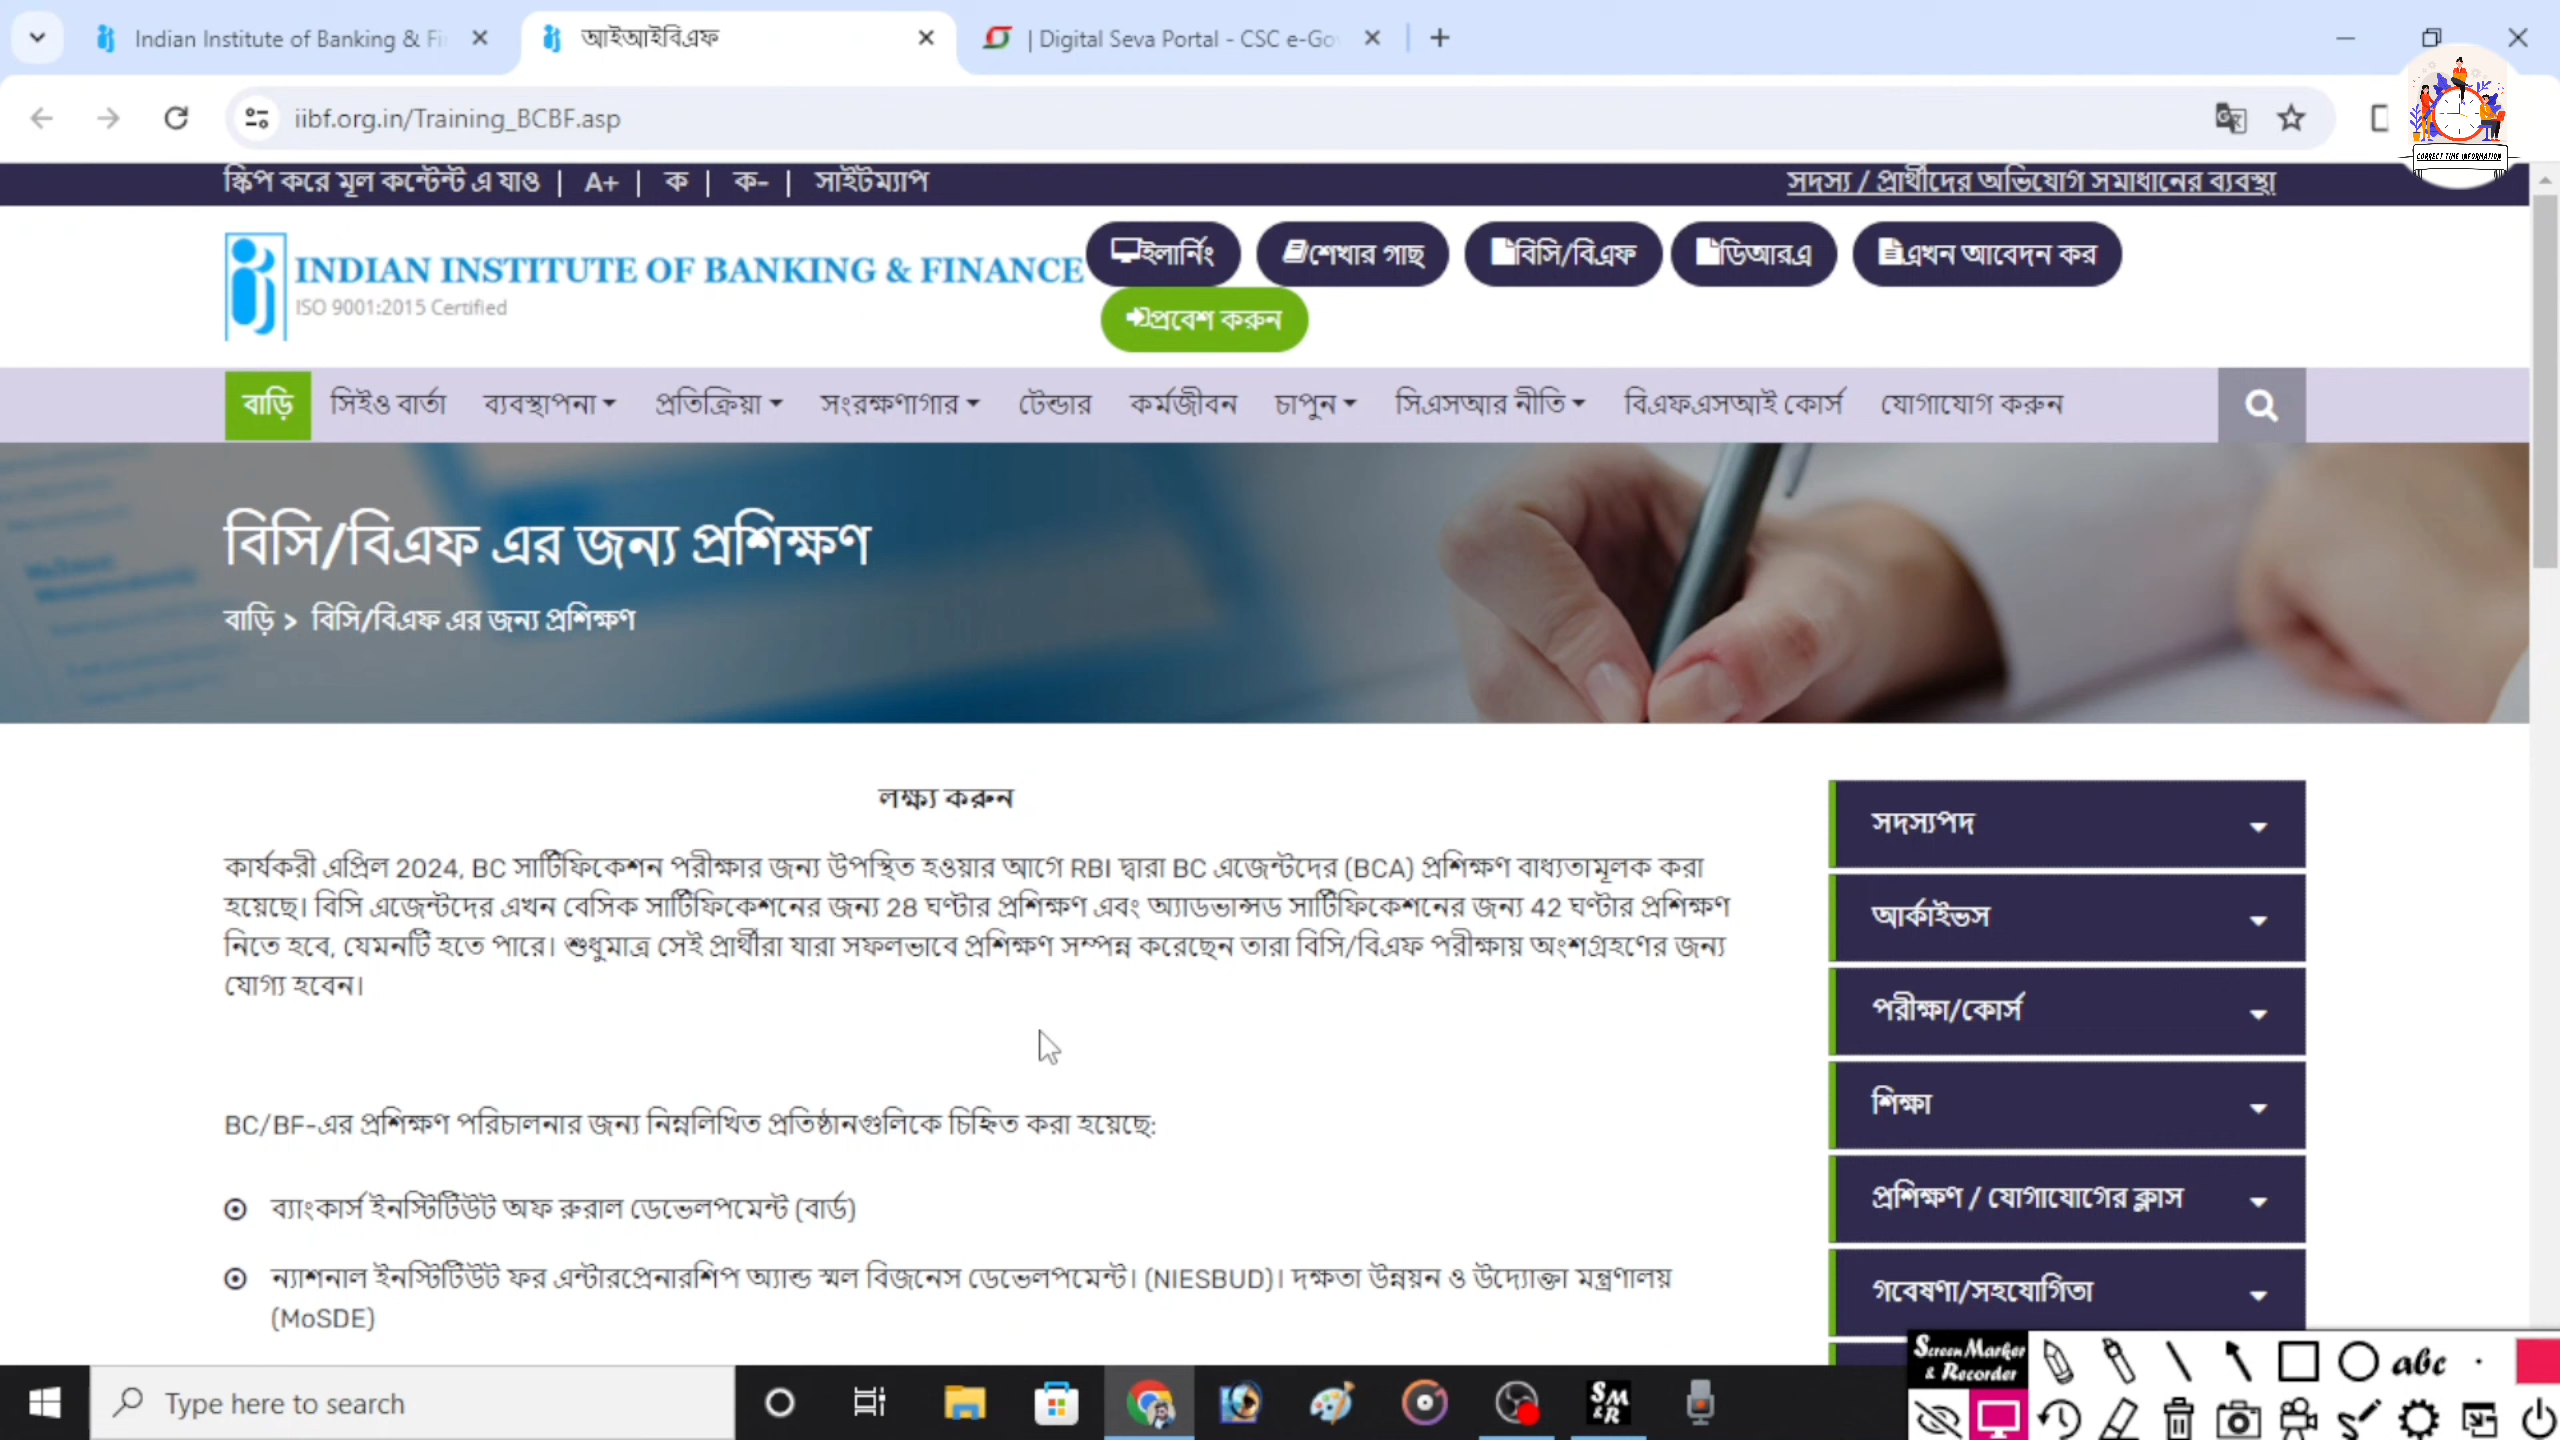 Indian Institute of Banking & Fi
আইআইবিএফ
| Digital Seva Portal - CSC e-Go
iibf.org.in/Training_BCBF.asp
CORRECT TIME INFORMATION
স্কিপ করে মূল কন্টেন্ট এ যাও | A+ | ক | ক- | সাইটম্যাপ
সদস্য / প্রার্থীদের অভিযোগ সমাধানের ব্যবস্থা
INDIAN INSTITUTE OF BANKING & FINANCE
ISO 9001:2015 Certified
ইলার্নিং শেখার গাছ বিসি/বিএফ ডিআরএ এখন আবেদন কর
প্রবেশ করুন
বাড়ি সিইও বার্তা ব্যবস্থাপনা প্রতিক্রিয়া সংরক্ষণাগার টেন্ডার কর্মজীবন চাপুন সিএসআর নীতি বিএফএসআই কোর্স যোগাযোগ করুন
বিসি/বিএফ এর জন্য প্রশিক্ষণ
বাড়ি > বিসি/বিএফ এর জন্য প্রশিক্ষণ
লক্ষ্য করুন
কার্যকরী এপ্রিল 2024, BC সার্টিফিকেশন পরীক্ষার জন্য উপস্থিত হওয়ার আগে RBI দ্বারা BC এজেন্টদের (BCA) প্রশিক্ষণ বাধ্যতামূলক করা
হয়েছে। বিসি এজেন্টদের এখন বেসিক সার্টিফিকেশনের জন্য 28 ঘণ্টার প্রশিক্ষণ এবং অ্যাডভান্সড সার্টিফিকেশনের জন্য 42 ঘণ্টার প্রশিক্ষণ
নিতে হবে, যেমনটি হতে পারে। শুধুমাত্র সেই প্রার্থীরা যারা সফলভাবে প্রশিক্ষণ সম্পন্ন করেছেন তারা বিসি/বিএফ পরীক্ষায় অংশগ্রহণের জন্য
যোগ্য হবেন।
BC/BF-এর প্রশিক্ষণ পরিচালনার জন্য নিম্নলিখিত প্রতিষ্ঠানগুলিকে চিহ্নিত করা হয়েছে:
ব্যাংকার্স ইনস্টিটিউট অফ রুরাল ডেভেলপমেন্ট (বার্ড)
ন্যাশনাল ইনস্টিটিউট ফর এন্টারপ্রেনারশিপ অ্যান্ড স্মল বিজনেস ডেভেলপমেন্ট। (NIESBUD)। দক্ষতা উন্নয়ন ও উদ্যোক্তা মন্ত্রণালয়
(MoSDE)
সদস্যপদ
আর্কাইভস
পরীক্ষা/কোর্স
শিক্ষা
প্রশিক্ষণ / যোগাযোগের ক্লাস
গবেষণা/সহযোগিতা
Screen Marker
& Recorder
abc
Type here to search
SM
&R